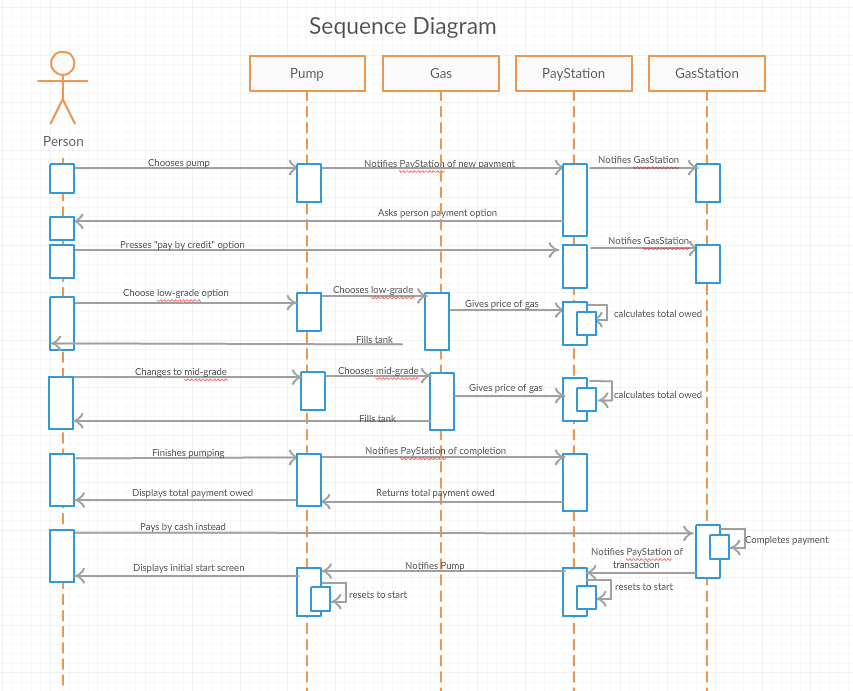 Sequence Diagram
Pump
Gas
PayStation
GasStation
Person
Chooses pump
Notifies PayStation of new payment
Notifies GasStation
Asks person payment option
Presses "pay by credit" option
Notifies GasStation
Choose low-grade option
Chooses low-grade
Gives price of gas
calculates total owed
Fills tank
Changes to mid-grade
Chooses mid-grade
Gives price of gas
calculates total owed
Fills tank
Finishes pumping
Notifies PayStation of completion
Displays total payment owed
Returns total payment owed
Pays by cash instead
Completes payment
Notifies PayStation of
transaction
Displays initial start screen
Notifies Pump
resets to start
resets to start